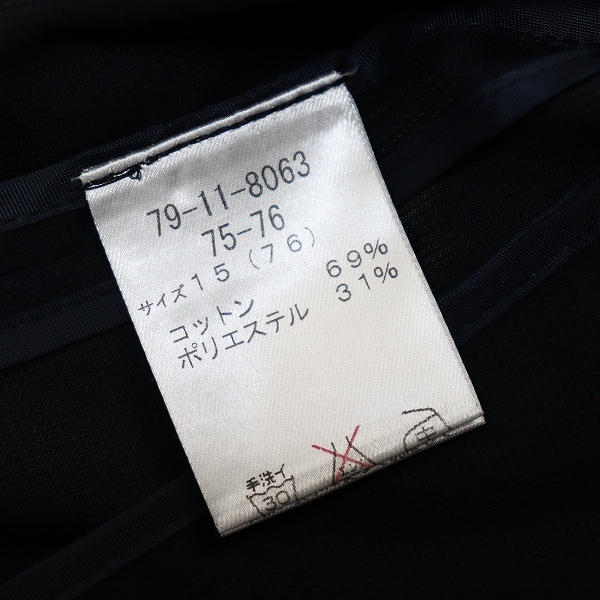 79-11-8063
75-76
サイズ15(76)
コットン 69%
ポリエステル 31%
手洗イ
30
中